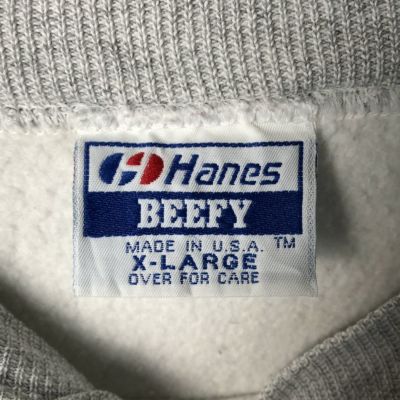 Hanes
BEEFY
MADE IN U.S.A. ™
X-LARGE
OVER FOR CARE